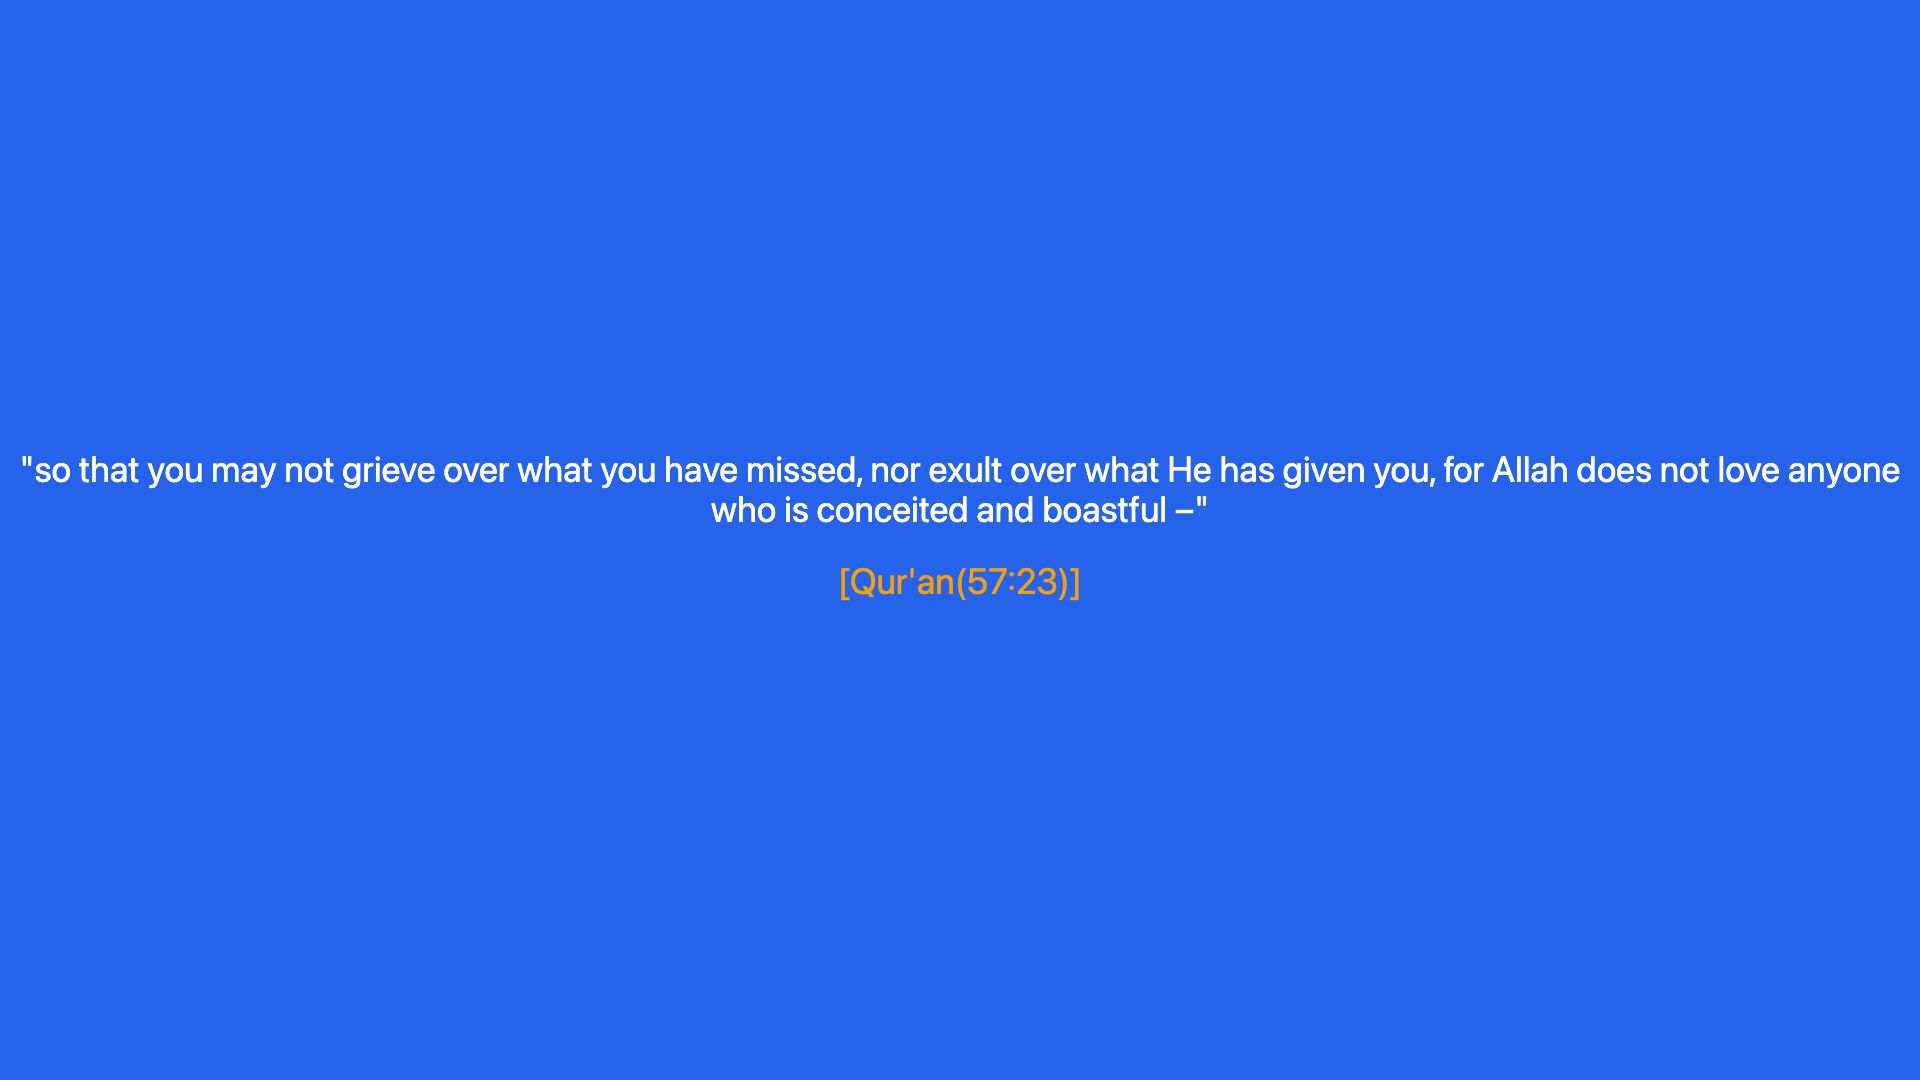 "so that you may not grieve over what you have missed, nor exult over what He has given you, for Allah does not love anyone
who is conceited and boastful –"
[Qur'an(57:23)]